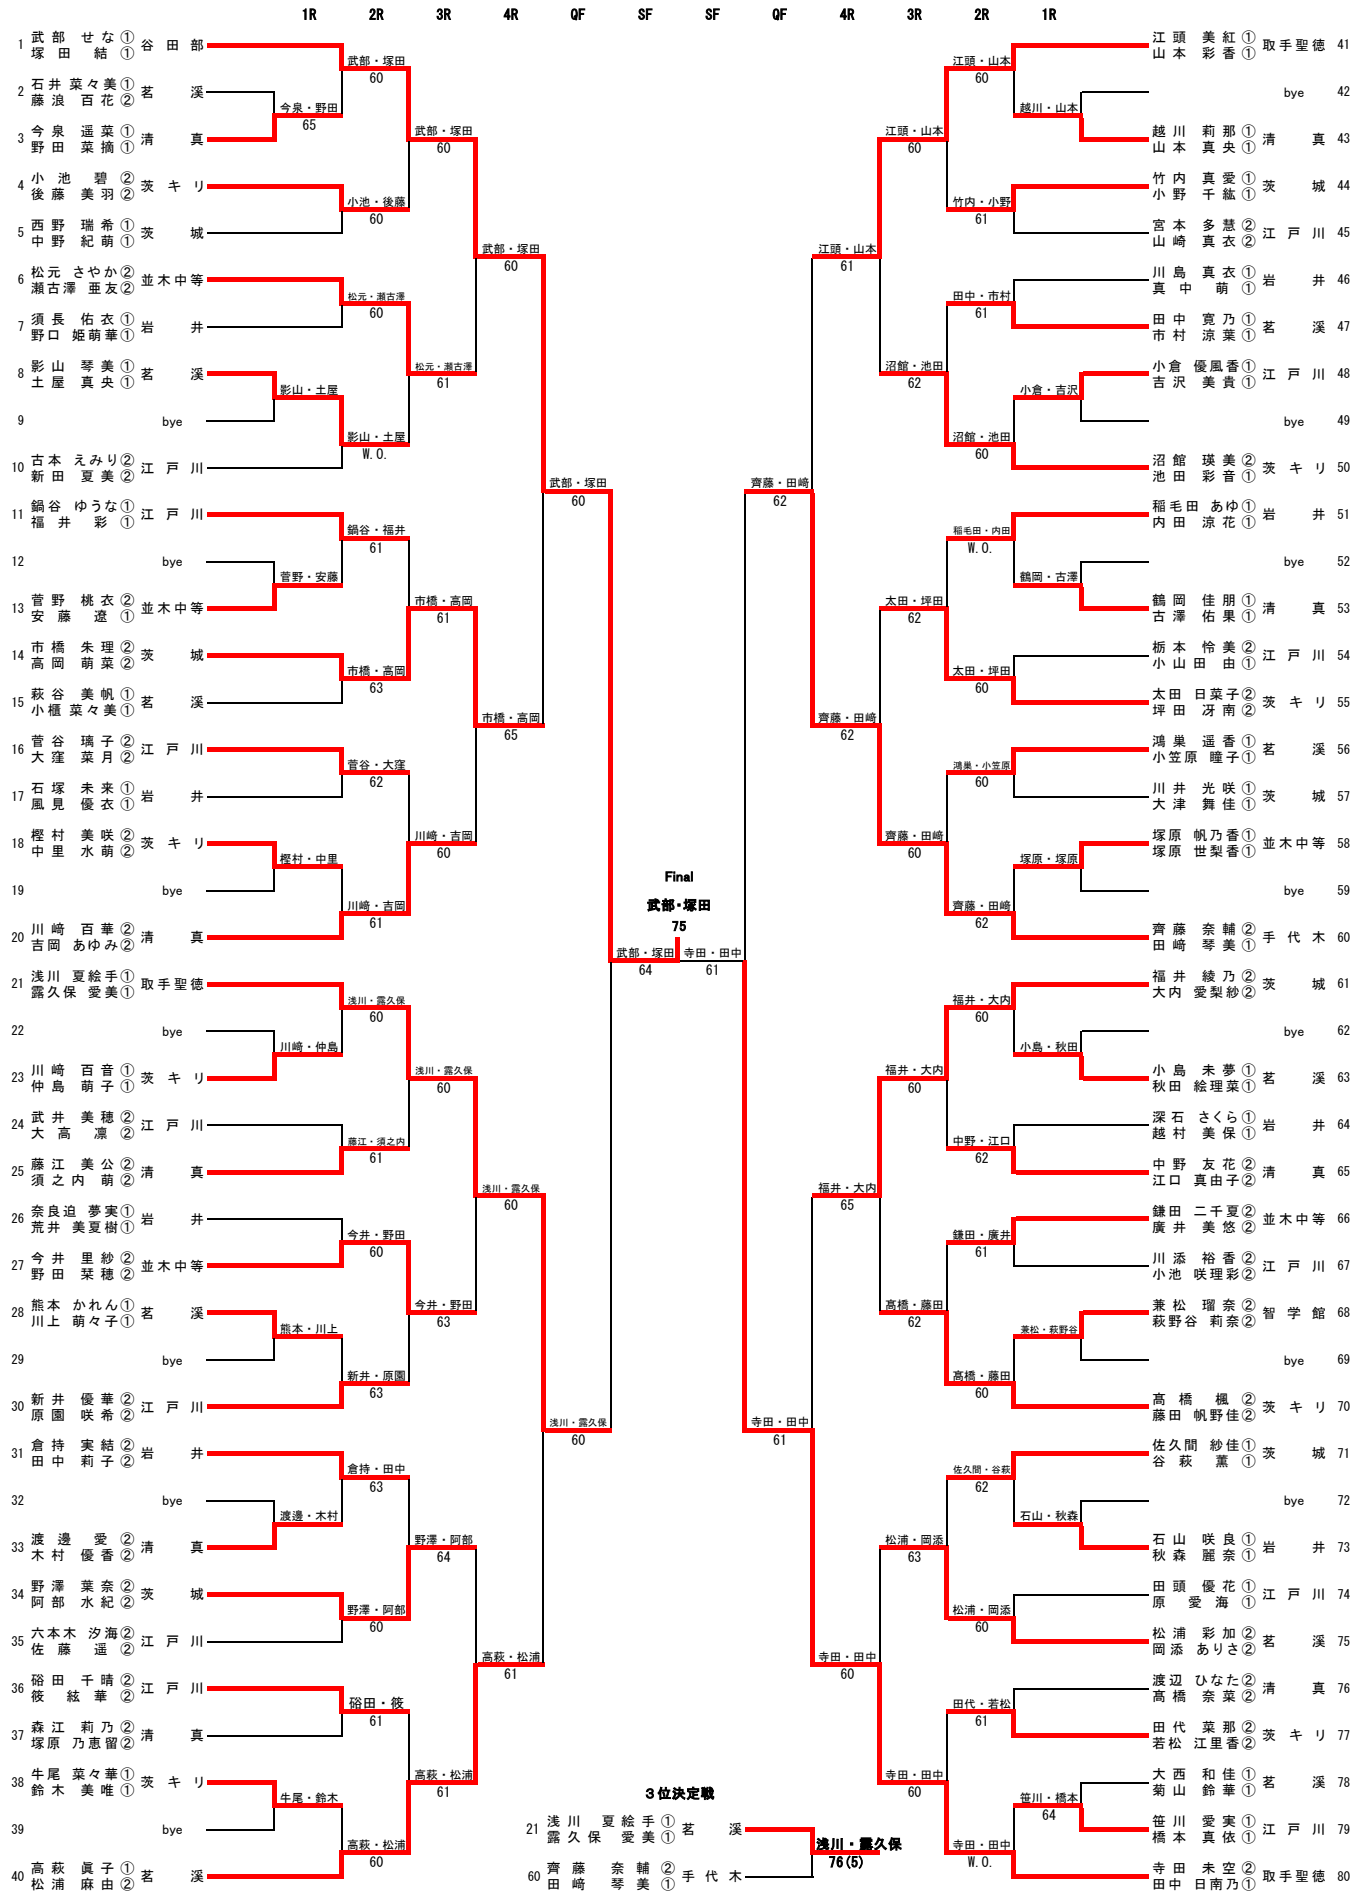 1R 2R 3R 4R QF SF SF QF 4R 3R 2R 1R
1 武部 せな① 塚田 結① 谷田部
2 石井 菜々美① 藤浪 百花② 茗溪
3 今泉 遥菜① 野田 菜摘① 清真
4 小池 碧② 後藤 美羽② 茨キリ
5 西野 瑞希① 中野 紀萌① 茨城
6 松元 さやか② 瀬古澤 亜友② 並木中等
7 須長 佑衣① 野口 姫萌華① 岩井
8 影山 琴美① 土屋 真央① 茗溪
9 bye
10 古本 えみり② 新田 夏美② 江戸川
11 鍋谷 ゆうな① 福井 彩① 江戸川
12 bye
13 菅野 桃衣② 安藤 遼① 並木中等
14 市橋 朱理② 高岡 萌菜② 茨城
15 萩谷 美帆① 小櫃 菜々美① 茗溪
16 菅谷 璃子② 大窪 菜月② 江戸川
17 石塚 未来① 風見 優衣① 岩井
18 樫村 美咲② 中里 水萌② 茨キリ
19 bye
20 川﨑 百華② 吉岡 あゆみ② 清真
21 浅川 夏絵手① 露久保 愛美① 取手聖徳
22 bye
23 川﨑 百音① 仲島 萌子① 茨キリ
24 武井 美穂② 大高 凛② 江戸川
25 藤江 美公② 須之内 萌② 清真
26 奈良迫 夢実① 荒井 美夏樹① 岩井
27 今井 里紗② 野田 栞穂② 並木中等
28 熊本 かれん① 川上 萌々子① 茗溪
29 bye
30 新井 優華② 原園 咲希② 江戸川
31 倉持 実結② 田中 莉子② 岩井
32 bye
33 渡邊 愛② 木村 優香② 清真
34 野澤 菜奈② 阿部 水紀② 茨城
35 六本木 汐海② 佐藤 遥② 江戸川
36 硲田 千晴② 筱 絃華② 江戸川
37 森江 莉乃② 塚原 乃恵留② 清真
38 牛尾 菜々華① 鈴木 美唯① 茨キリ
39 bye
40 高萩 眞子① 松浦 麻由② 茗溪
今泉・野田 65
影山・土屋
菅野・安藤
樫村・中里
川﨑・仲島
熊本・川上
渡邊・木村
牛尾・鈴木
武部・塚田 60
小池・後藤 60
松元・瀬古澤 60
影山・土屋 W.O.
鍋谷・福井 61
市橋・高岡 63
菅谷・大窪 62
川﨑・吉岡 61
浅川・露久保 60
藤江・須之内 61
今井・野田 60
新井・原園 63
倉持・田中 63
野澤・阿部 60
硲田・筱 61
高萩・松浦 60
武部・塚田 60
松元・瀬古澤 61
市橋・高岡 61
川﨑・吉岡 60
浅川・露久保 60
今井・野田 63
野澤・阿部 64
高萩・松浦 61
武部・塚田 60
市橋・高岡 65
浅川・露久保 60
高萩・松浦 61
武部・塚田 60
浅川・露久保 60
武部・塚田 64
Final
武部・塚田
75
寺田・田中 61
齊藤・田﨑 62
寺田・田中 61
江頭・山本 61
齊藤・田﨑 62
福井・大内 65
寺田・田中 60
江頭・山本 60
沼館・池田 62
太田・坪田 62
齊藤・田﨑 60
福井・大内 60
髙橋・藤田 62
松浦・岡添 63
寺田・田中 60
江頭・山本 60
竹内・小野 61
田中・市村 61
沼館・池田 60
稲毛田・内田 W.O.
太田・坪田 60
鴻巣・小笠原 60
齊藤・田﨑 62
福井・大内 60
中野・江口 62
鎌田・廣井 61
髙橋・藤田 60
佐久間・谷萩 62
松浦・岡添 60
田代・若松 61
寺田・田中 W.O.
越川・山本
小倉・吉沢
鶴岡・古澤
塚原・塚原
小島・秋田
兼松・萩野谷
石山・秋森
笹川・橋本 64
江頭 美紅① 山本 彩香① 取手聖徳 41
bye 42
越川 莉那① 山本 真央① 清真 43
竹内 真愛① 小野 千紘① 茨城 44
宮本 多慧② 山崎 真衣② 江戸川 45
川島 真衣① 真中 萌① 岩井 46
田中 寛乃① 市村 涼葉① 茗溪 47
小倉 優風香① 吉沢 美貴① 江戸川 48
bye 49
沼館 瑛美② 池田 彩音① 茨キリ 50
稲毛田 あゆ① 内田 涼花① 岩井 51
bye 52
鶴岡 佳朋① 古澤 佑果① 清真 53
栃本 怜美② 小山田 由① 江戸川 54
太田 日菜子② 坪田 冴南② 茨キリ 55
鴻巣 遥香① 小笠原 瞳子① 茗溪 56
川井 光咲① 大津 舞佳① 茨城 57
塚原 帆乃香① 塚原 世梨香① 並木中等 58
bye 59
齊藤 奈輔② 田﨑 琴美① 手代木 60
福井 綾乃② 大内 愛梨紗② 茨城 61
bye 62
小島 未夢① 秋田 絵理菜① 茗溪 63
深石 さくら① 越村 美保① 岩井 64
中野 友花② 江口 真由子② 清真 65
鎌田 二千夏② 廣井 美悠② 並木中等 66
川添 裕香② 小池 咲理彩② 江戸川 67
兼松 瑠奈② 萩野谷 莉奈② 智学館 68
bye 69
髙橋 楓② 藤田 帆野佳② 茨キリ 70
佐久間 紗佳① 谷萩 薫① 茨城 71
bye 72
石山 咲良① 秋森 麗奈① 岩井 73
田頭 優花① 原 愛海① 江戸川 74
松浦 彩加② 岡添 ありさ② 茗溪 75
渡辺 ひなた② 髙橋 奈菜② 清真 76
田代 菜那② 若松 江里香② 茨キリ 77
大西 和佳① 菊山 鈴華① 茗溪 78
笹川 愛実① 橋本 真依① 江戸川 79
寺田 未空② 田中 日南乃① 取手聖徳 80
3位決定戦
21 浅川 夏絵手① 露久保 愛美① 茗溪
60 齊藤 奈輔② 田﨑 琴美① 手代木
浅川・露久保
76(5)